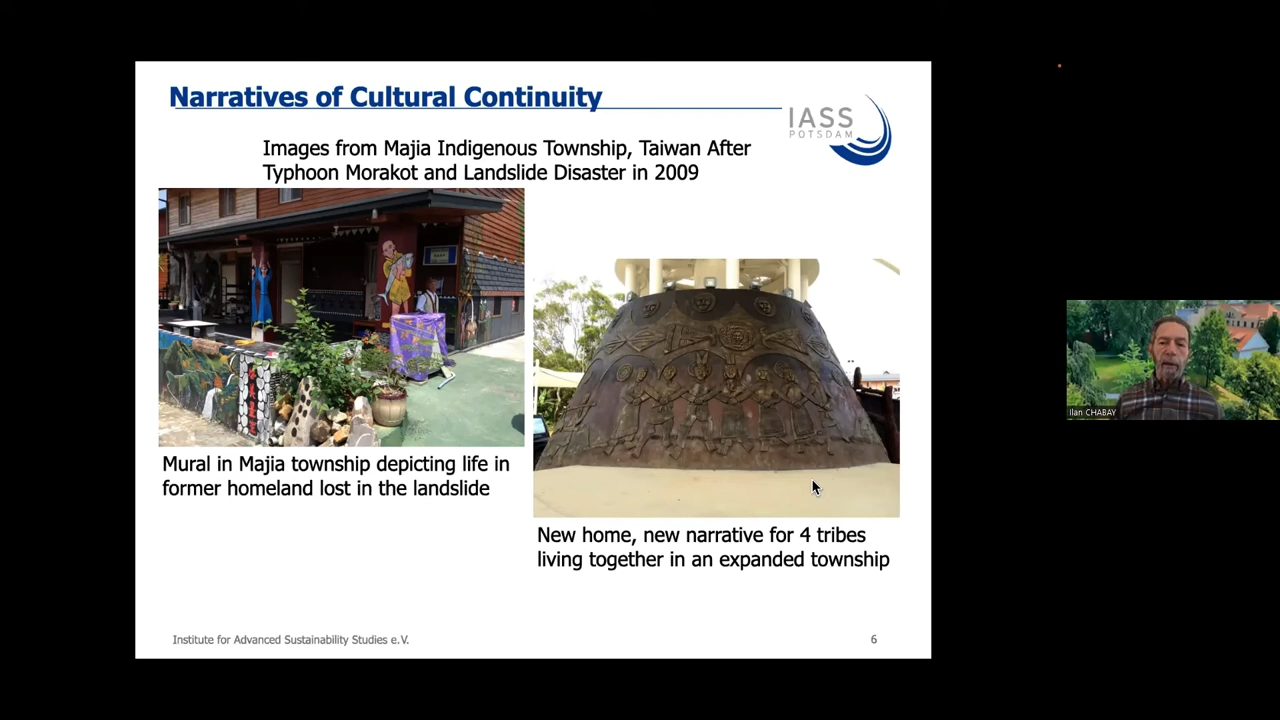 Narratives of Cultural Continuity
IASS
POTSDAM
Images from Majia Indigenous Township, Taiwan After
Typhoon Morakot and Landslide Disaster in 2009
Mural in Majia township depicting life in
former homeland lost in the landslide
New home, new narrative for 4 tribes
living together in an expanded township
Institute for Advanced Sustainability Studies e.V.
6
Ilan CHABAY